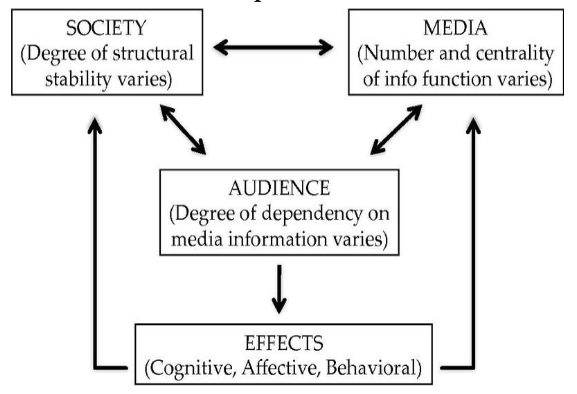 SOCIETY
(Degree of structural
stability varies)
MEDIA
(Number and centrality
of info function varies)
AUDIENCE
(Degree of dependency on
media information varies)
EFFECTS
(Cognitive, Affective, Behavioral)